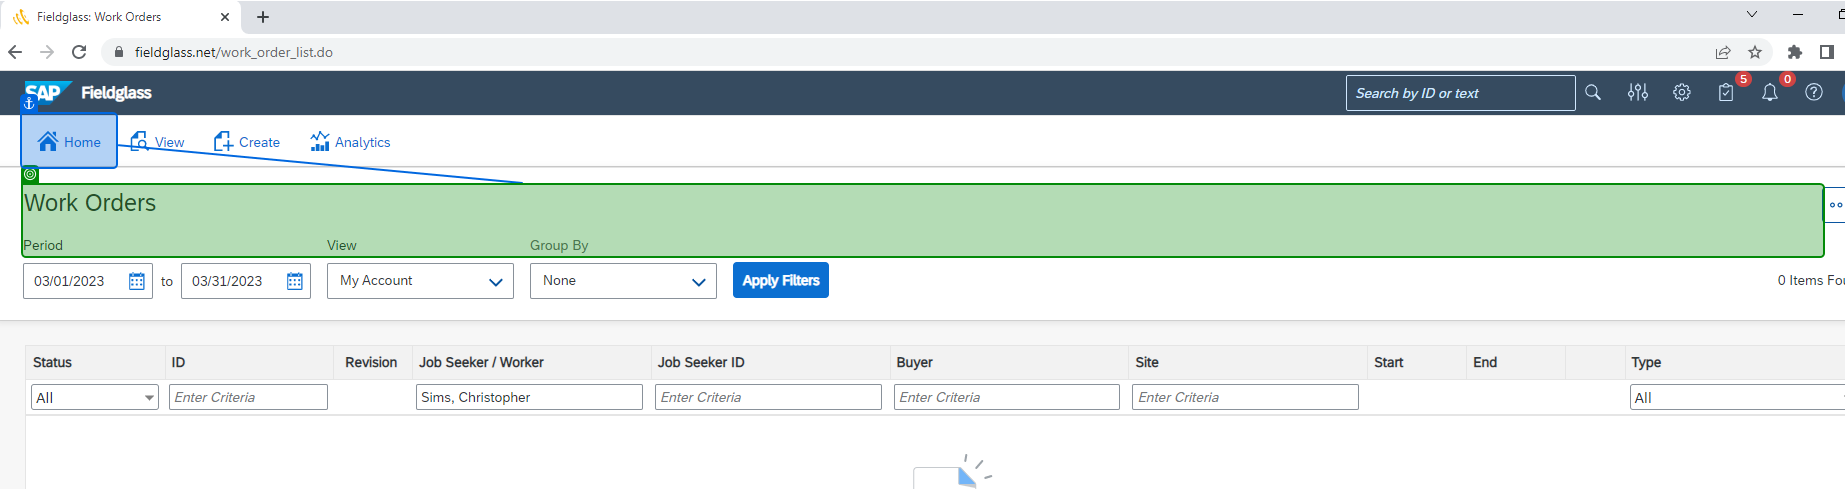 Fieldglass: Work Orders
fieldglass.net/work_order_list.do
SAP Fieldglass
Search by ID or text
5
0
Home View Create Analytics
Work Orders
Period View Group By
03/01/2023 to 03/31/2023 My Account None Apply Filters 0 Items Fou
Status ID Revision Job Seeker / Worker Job Seeker ID Buyer Site Start End Type
All Enter Criteria Sims, Christopher Enter Criteria Enter Criteria Enter Criteria All